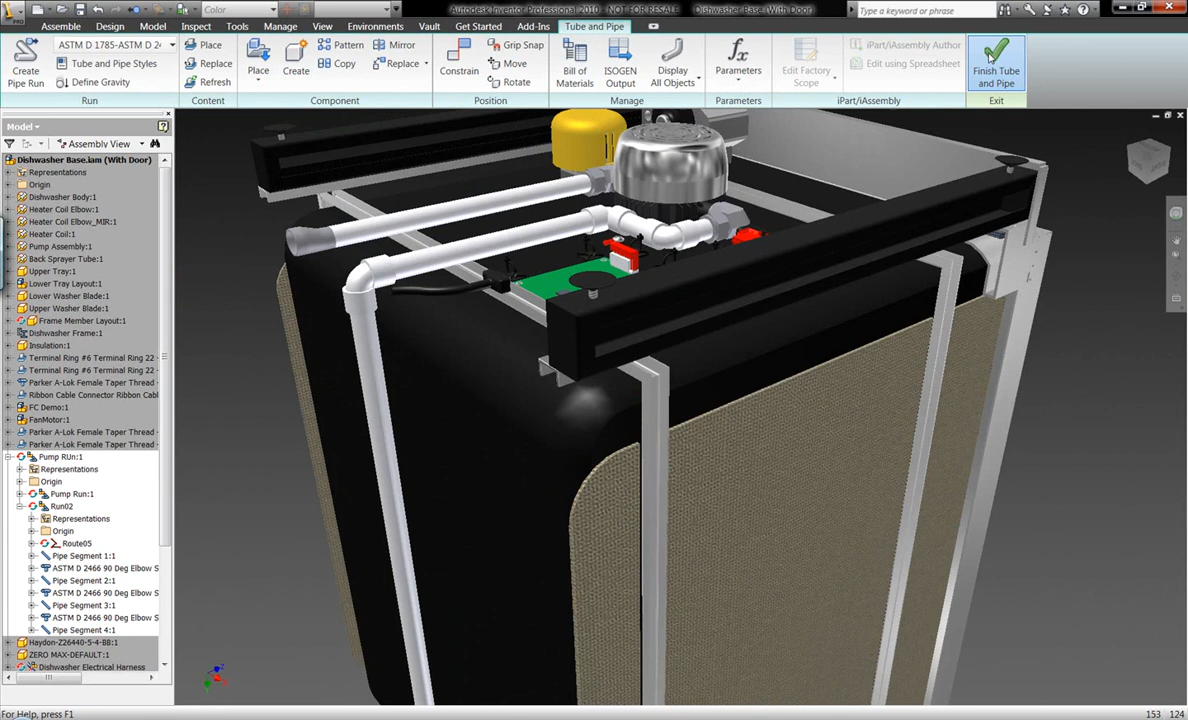 Autodesk Inventor Professional 2010 - NOT FOR RESALE    Dishwasher Base (With Door)
Type a keyword or phrase
PRO
Color
Assembly Design Model Inspect Tools Manage View Environments Vault Get Started Add-Ins Tube and Pipe
Create Pipe Run
ASTM D 1785-ASTM D 24
Tube and Pipe Styles
Define Gravity
Place
Replace
Refresh
Place
Create
Pattern
Copy
Mirror
Replace
Constrain
Grip Snap
Move
Rotate
Bill of Materials
ISOGEN Output
Display All Objects
Parameters
Edit Factory Scope
iPart/iAssembly Author
Edit using Spreadsheet
Finish Tube and Pipe
Run Content Component Position Manage Parameters iPart/iAssembly Exit
Model
Assembly View
Dishwasher Base.iam (With Door)
Representations
Origin
Dishwasher Body:1
Heater Coil Elbow:1
Heater Coil Elbow_MIR:1
Heater Coil:1
Pump Assembly:1
Back Sprayer Tube:1
Upper Tray:1
Lower Tray Layout:1
Lower Washer Blade:1
Upper Washer Blade:1
Frame Member Layout:1
Dishwasher Frame:1
Insulation:1
Terminal Ring #6 Terminal Ring 22 -
Terminal Ring #6 Terminal Ring 22 -
Parker A-Lok Female Taper Thread -
Ribbon Cable Connector Ribbon Cabl
FC Demo:1
FanMotor:1
Parker A-Lok Female Taper Thread -
Parker A-Lok Female Taper Thread -
Pump RUn:1
Representations
Origin
Pump Run:1
Run02
Representations
Origin
Route05
Pipe Segment 1:1
ASTM D 2466 90 Deg Elbow S
Pipe Segment 2:1
ASTM D 2466 90 Deg Elbow S
Pipe Segment 3:1
ASTM D 2466 90 Deg Elbow S
Pipe Segment 4:1
Haydon-Z26440-5-4-BB:1
ZERO MAX-DEFAULT:1
Dishwasher Electrical Harness
For Help, press F1
153 124